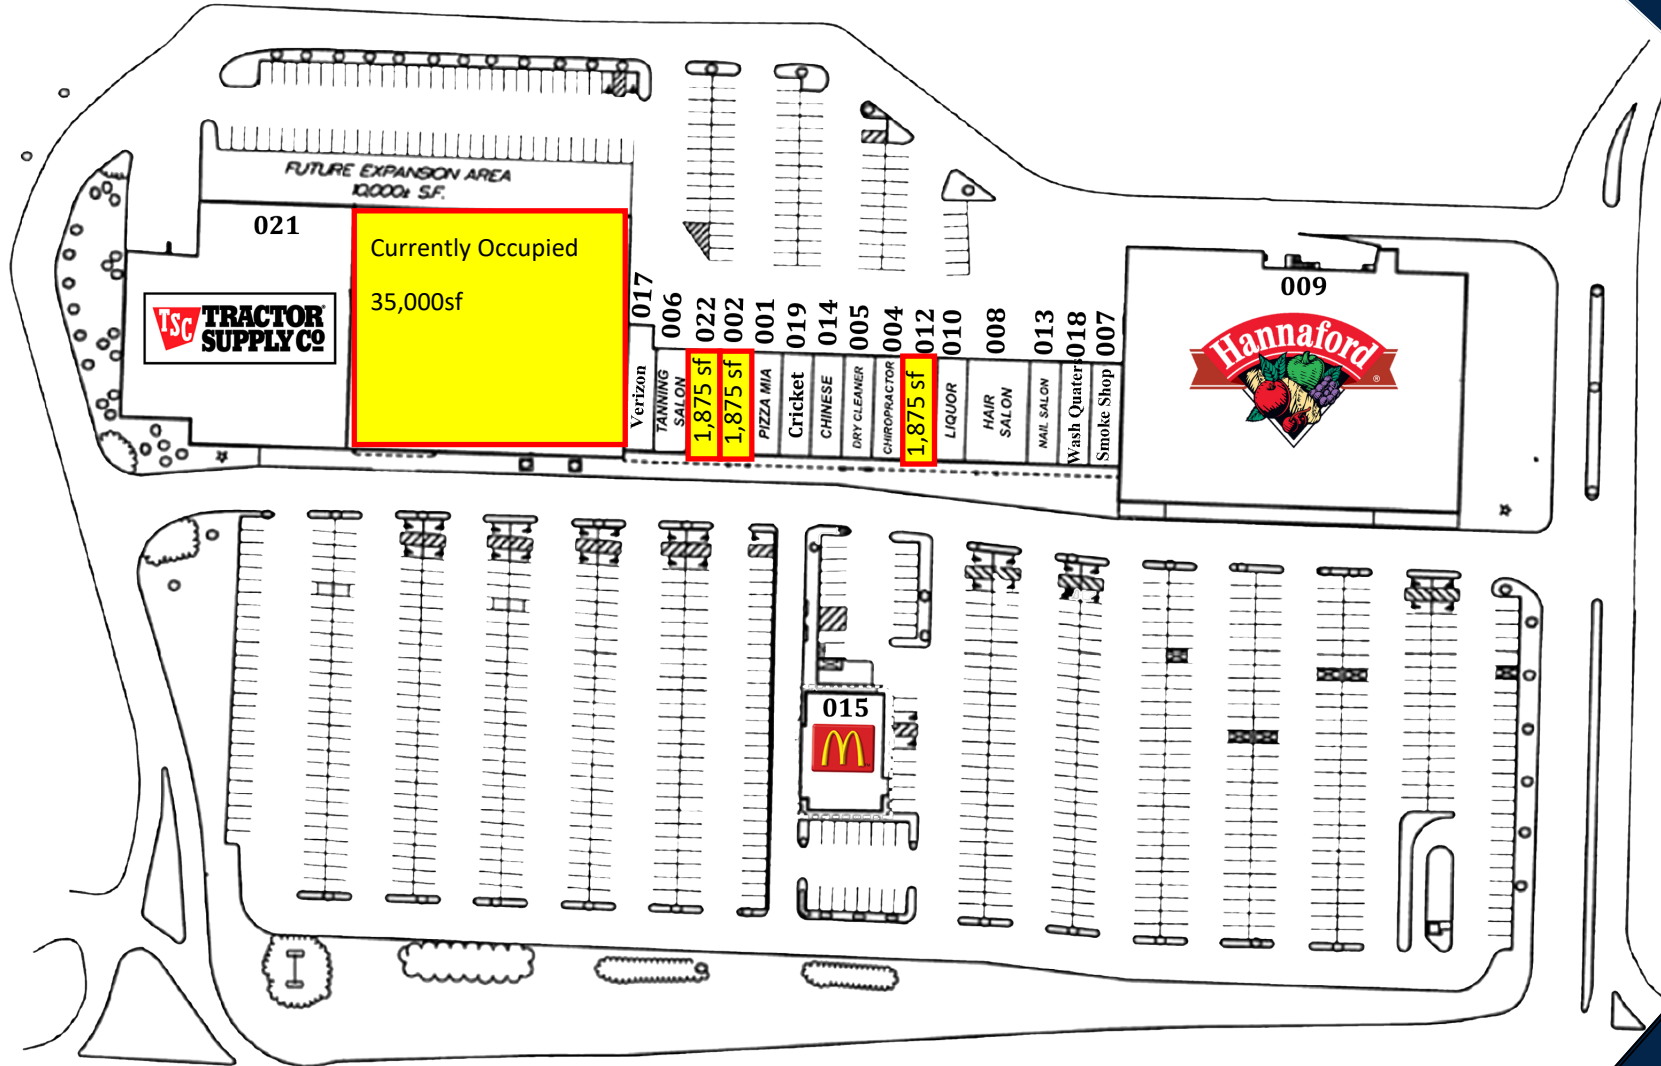 FUTURE EXPANSION AREA
10,000± S.F.
021
TSC TRACTOR
SUPPLY Co
Currently Occupied
35,000sf
017
006
022
002
001
019
014
005
004
012
010
008
013
018
007
Verizon
TANNING
SALON
1,875 sf
1,875 sf
PIZZA MIA
Cricket
CHINESE
DRY CLEANER
CHIROPRACTOR
1,875 sf
LIQUOR
HAIR
SALON
NAIL SALON
Wash Quaters
Smoke Shop
009
Hannaford
®
015
M